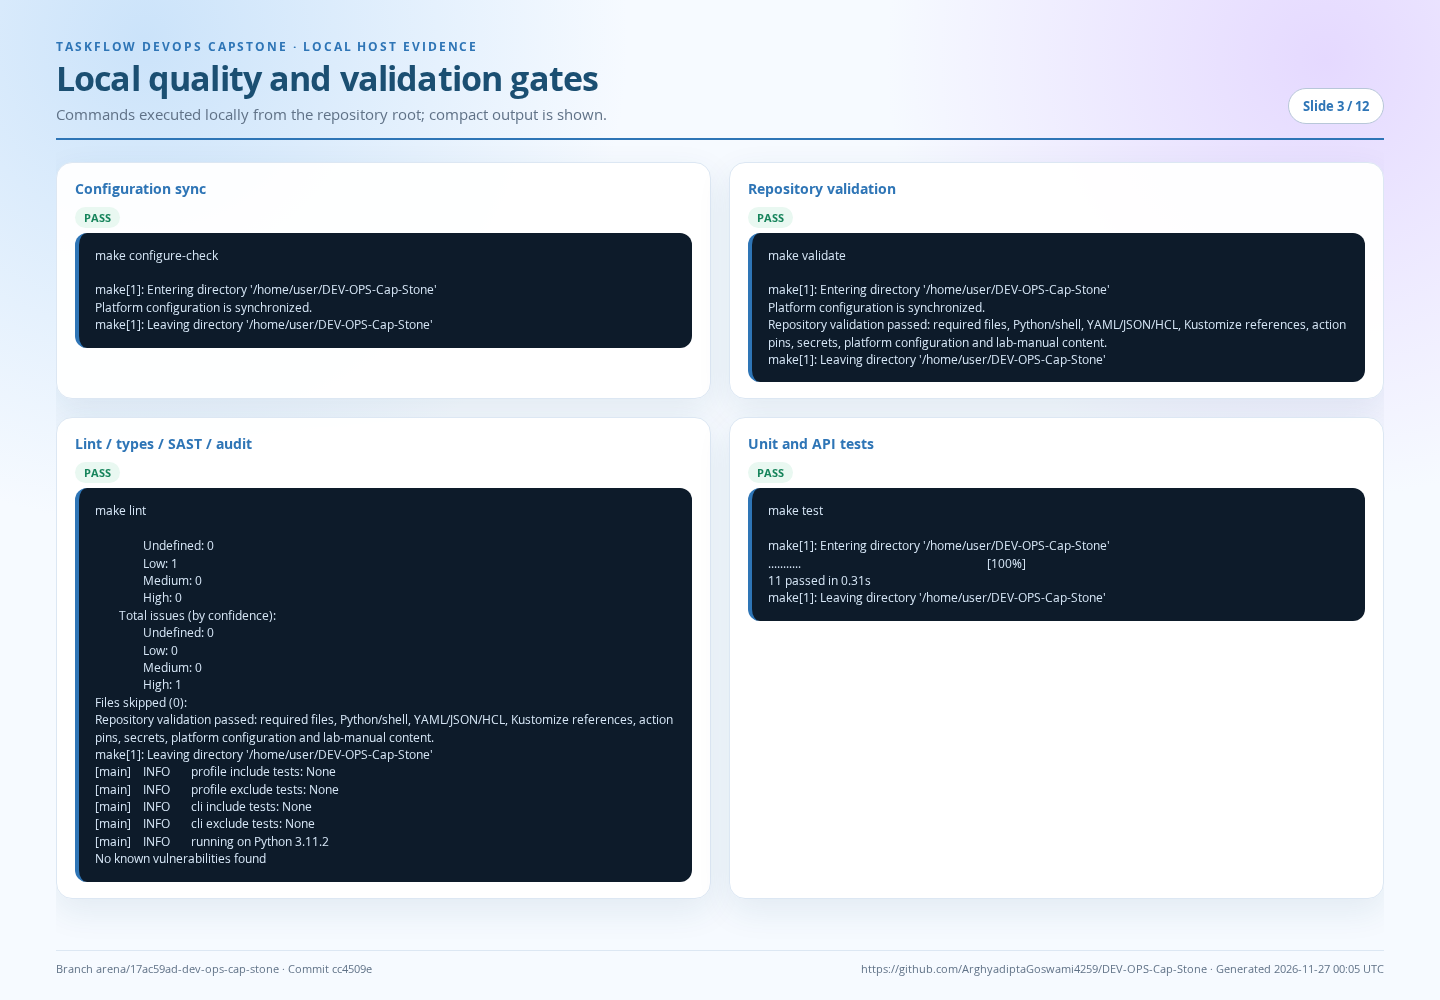 TASKFLOW DEVOPS CAPSTONE · LOCAL HOST EVIDENCE
Local quality and validation gates
Commands executed locally from the repository root; compact output is shown.
Slide 3 / 12
Configuration sync
PASS
make configure-check
make[1]: Entering directory '/home/user/DEV-OPS-Cap-Stone'
Platform configuration is synchronized.
make[1]: Leaving directory '/home/user/DEV-OPS-Cap-Stone'
Repository validation
PASS
make validate
make[1]: Entering directory '/home/user/DEV-OPS-Cap-Stone'
Platform configuration is synchronized.
Repository validation passed: required files, Python/shell, YAML/JSON/HCL, Kustomize references, action
pins, secrets, platform configuration and lab-manual content.
make[1]: Leaving directory '/home/user/DEV-OPS-Cap-Stone'
Lint / types / SAST / audit
PASS
make lint
Undefined: 0
Low: 1
Medium: 0
High: 0
Total issues (by confidence):
Undefined: 0
Low: 0
Medium: 0
High: 1
Files skipped (0):
Repository validation passed: required files, Python/shell, YAML/JSON/HCL, Kustomize references, action
pins, secrets, platform configuration and lab-manual content.
make[1]: Leaving directory '/home/user/DEV-OPS-Cap-Stone'
[main] INFO profile include tests: None
[main] INFO profile exclude tests: None
[main] INFO cli include tests: None
[main] INFO cli exclude tests: None
[main] INFO running on Python 3.11.2
No known vulnerabilities found
Unit and API tests
PASS
make test
make[1]: Entering directory '/home/user/DEV-OPS-Cap-Stone'
........... [100%]
11 passed in 0.31s
make[1]: Leaving directory '/home/user/DEV-OPS-Cap-Stone'
Branch arena/17ac59ad-dev-ops-cap-stone · Commit cc4509e
https://github.com/ArghyadiptaGoswami4259/DEV-OPS-Cap-Stone · Generated 2026-11-27 00:05 UTC